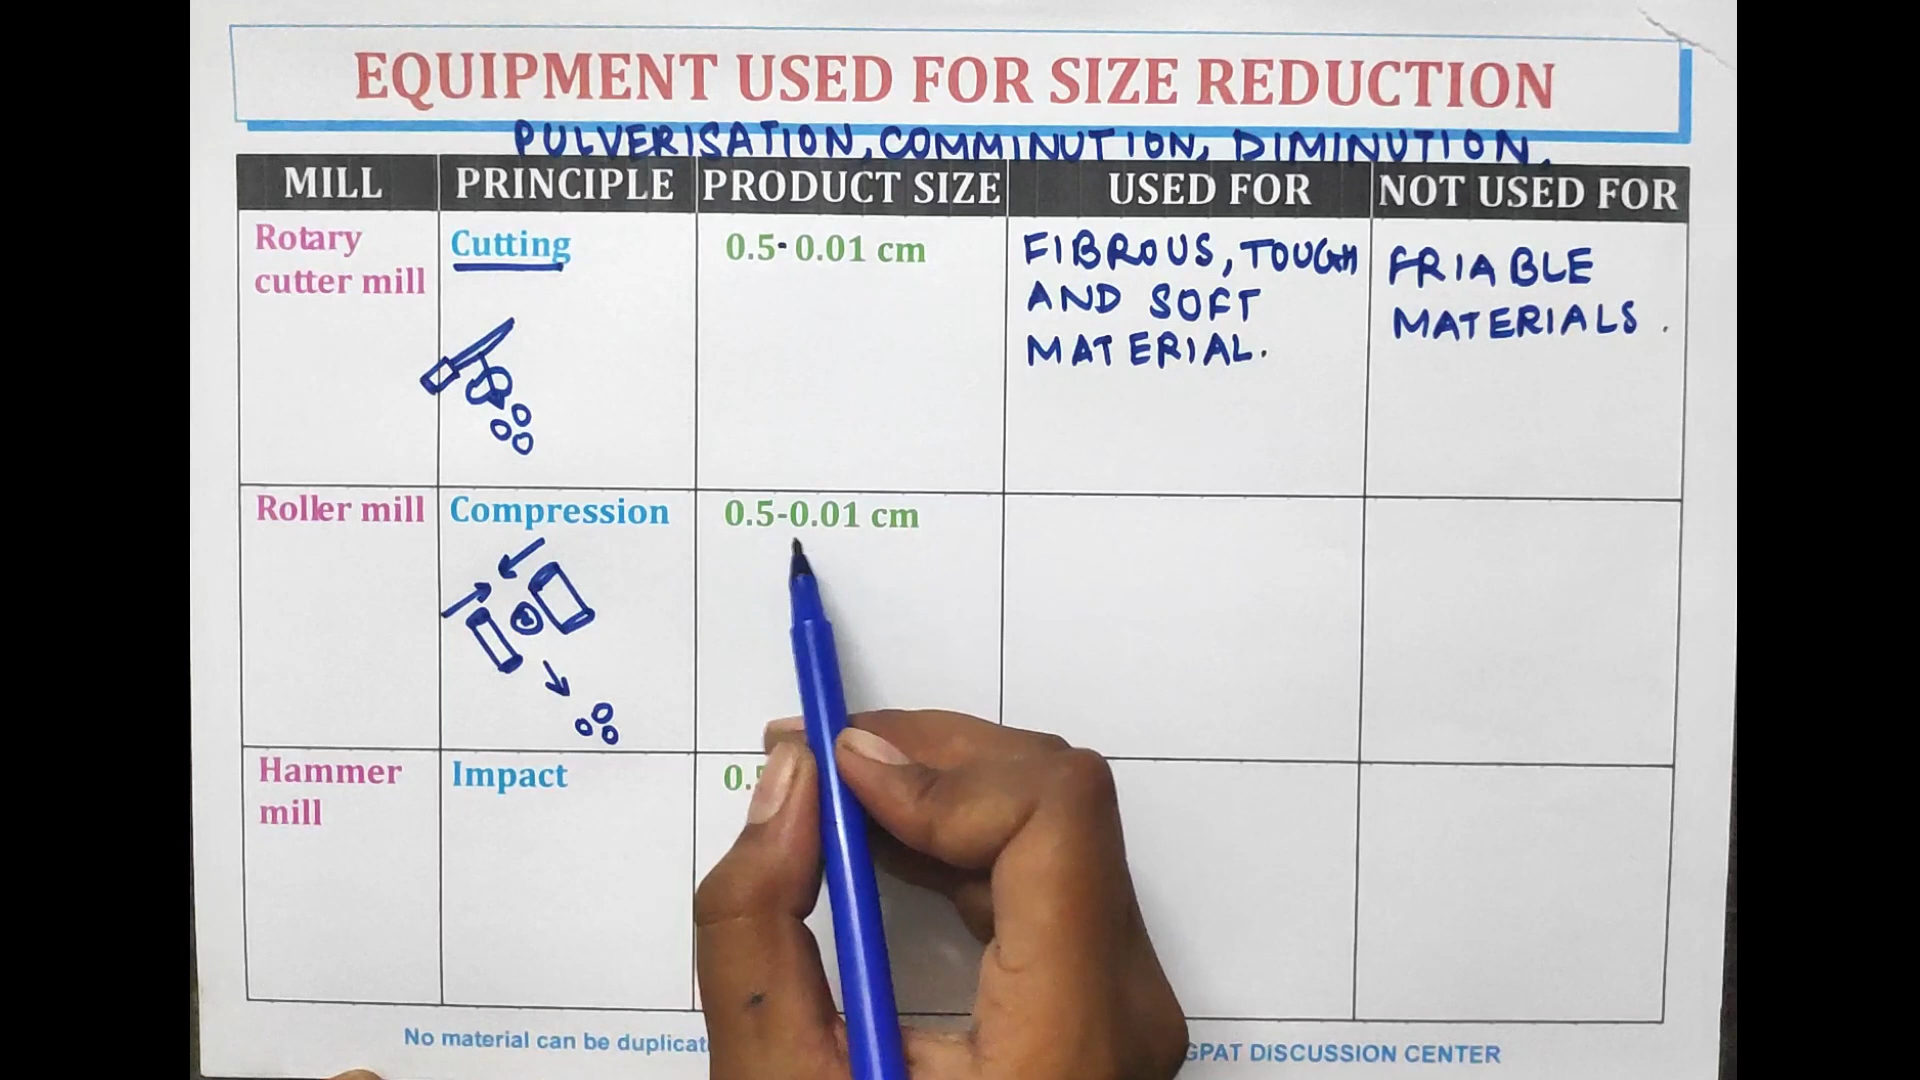 EQUIPMENT USED FOR SIZE REDUCTION
PULVERISATION, COMMINUTION, DIMINUTION.
MILL PRINCIPLE PRODUCT SIZE USED FOR NOT USED FOR
Rotary cutter mill
Cutting
0.5-0.01 cm
FIBROUS, TOUGH
AND SOFT
MATERIAL.
FRIABLE
MATERIALS.
Roller mill
Compression
0.5-0.01 cm
Hammer
mill
Impact
No material can be
GPAT DISCUSSION CENTER